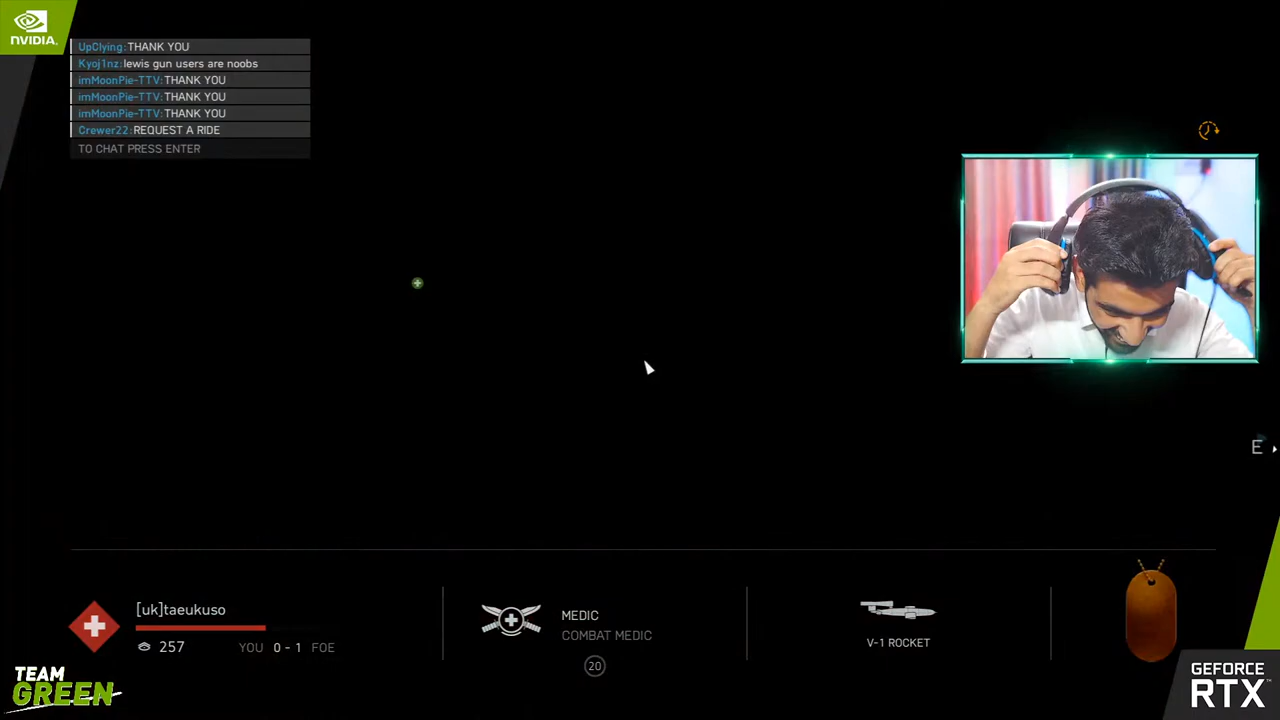 NVIDIA.
UpClying:THANK YOU
Kyoj1nz:lewis gun users are noobs
imMoonPie-TTV:THANK YOU
imMoonPie-TTV:THANK YOU
imMoonPie-TTV:THANK YOU
Crewer22:REQUEST A RIDE
TO CHAT PRESS ENTER
E
[uk]taeukuso
257 YOU 0 - 1 FOE
MEDIC
COMBAT MEDIC
20
V-1 ROCKET
TEAM
GREEN
GEFORCE
RTX™